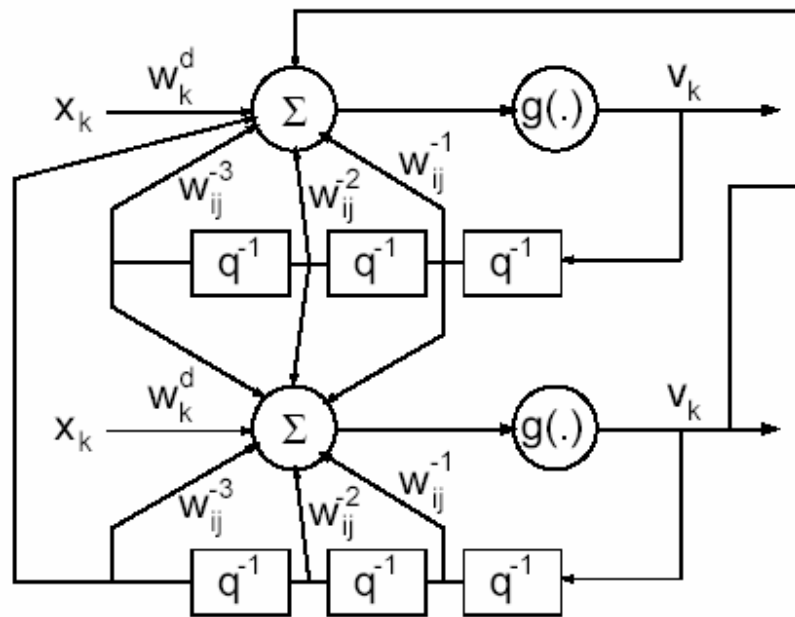 x_k w_k^d Σ g(.) v_k
w_ij^-3 w_ij^-2 w_ij^-1
q^-1 q^-1 q^-1
x_k w_k^d Σ g(.) v_k
w_ij^-3 w_ij^-2 w_ij^-1
q^-1 q^-1 q^-1